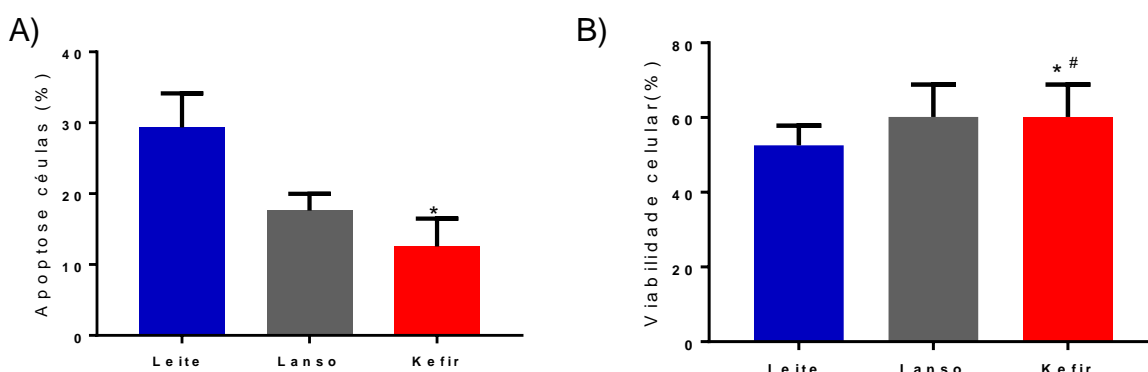 A)
Apoptose céulas (%)
40
30
20
10
0
*
Leite Lanso Kefir
B)
Viabilidade celular(%)
80
60
40
20
0
* #
Leite Lanso Kefir